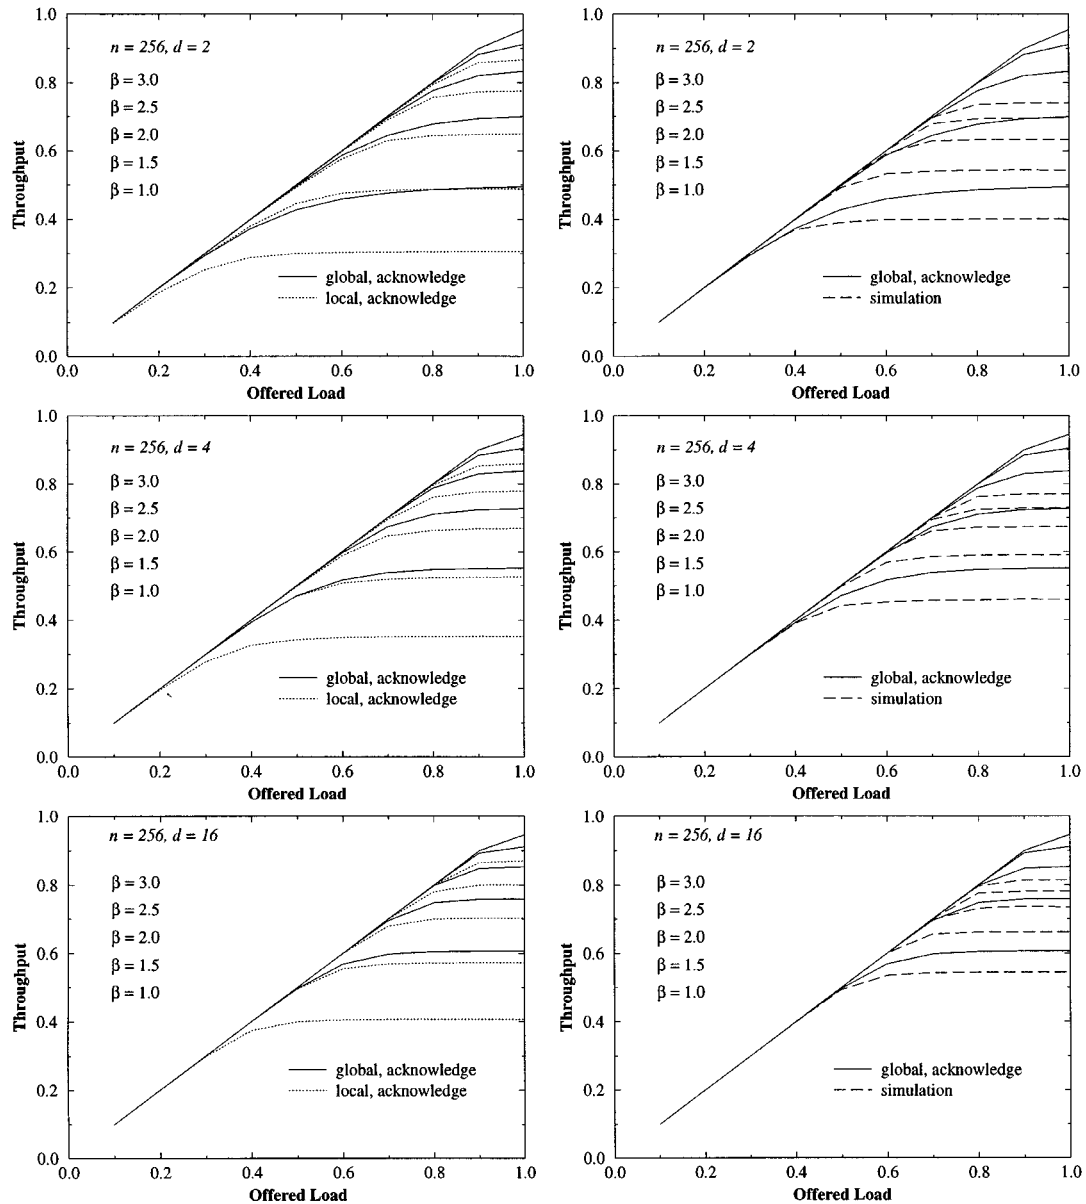 1.0
n = 256, d = 2
β = 3.0
β = 2.5
β = 2.0
β = 1.5
β = 1.0
0.8
0.6
0.4
0.2
0.0
Throughput
global, acknowledge
local, acknowledge
0.0 0.2 0.4 0.6 0.8 1.0
Offered Load
1.0
n = 256, d = 2
β = 3.0
β = 2.5
β = 2.0
β = 1.5
β = 1.0
0.8
0.6
0.4
0.2
0.0
Throughput
global, acknowledge
simulation
0.0 0.2 0.4 0.6 0.8 1.0
Offered Load
1.0
n = 256, d = 4
β = 3.0
β = 2.5
β = 2.0
β = 1.5
β = 1.0
0.8
0.6
0.4
0.2
0.0
Throughput
global, acknowledge
local, acknowledge
0.0 0.2 0.4 0.6 0.8 1.0
Offered Load
1.0
n = 256, d = 4
β = 3.0
β = 2.5
β = 2.0
β = 1.5
β = 1.0
0.8
0.6
0.4
0.2
0.0
Throughput
global, acknowledge
simulation
0.0 0.2 0.4 0.6 0.8 1.0
Offered Load
1.0
n = 256, d = 16
β = 3.0
β = 2.5
β = 2.0
β = 1.5
β = 1.0
0.8
0.6
0.4
0.2
0.0
Throughput
global, acknowledge
local, acknowledge
0.0 0.2 0.4 0.6 0.8 1.0
Offered Load
1.0
n = 256, d = 16
β = 3.0
β = 2.5
β = 2.0
β = 1.5
β = 1.0
0.8
0.6
0.4
0.2
0.0
Throughput
global, acknowledge
simulation
0.0 0.2 0.4 0.6 0.8 1.0
Offered Load